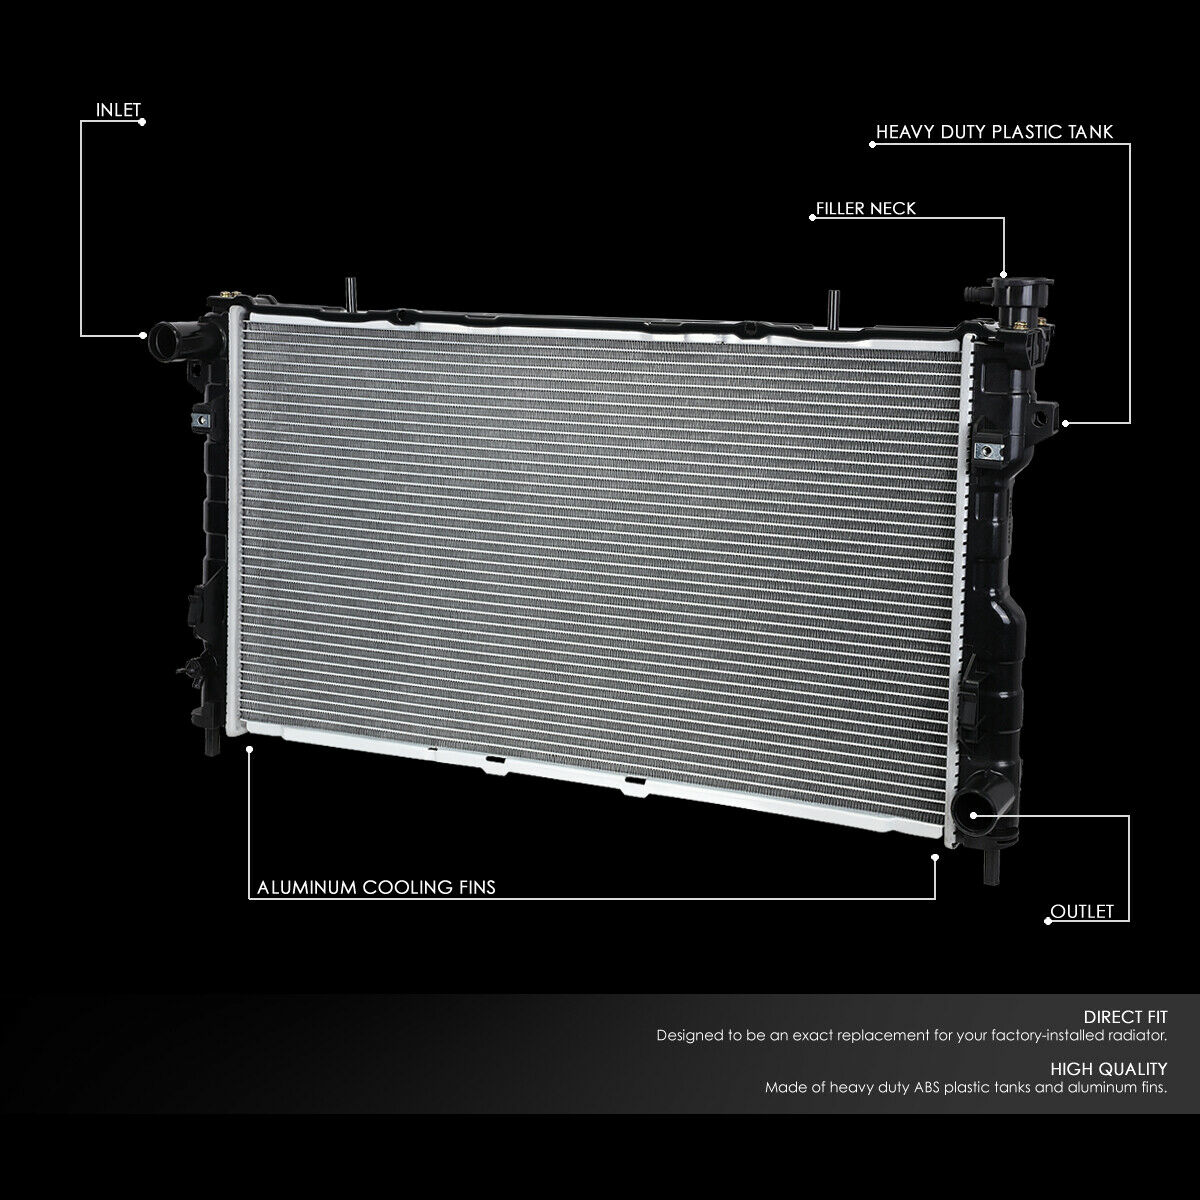 INLET
HEAVY DUTY PLASTIC TANK
FILLER NECK
ALUMINUM COOLING FINS
OUTLET
DIRECT FIT
Designed to be an exact replacement for your factory-installed radiator.
HIGH QUALITY
Made of heavy duty ABS plastic tanks and aluminum fins.